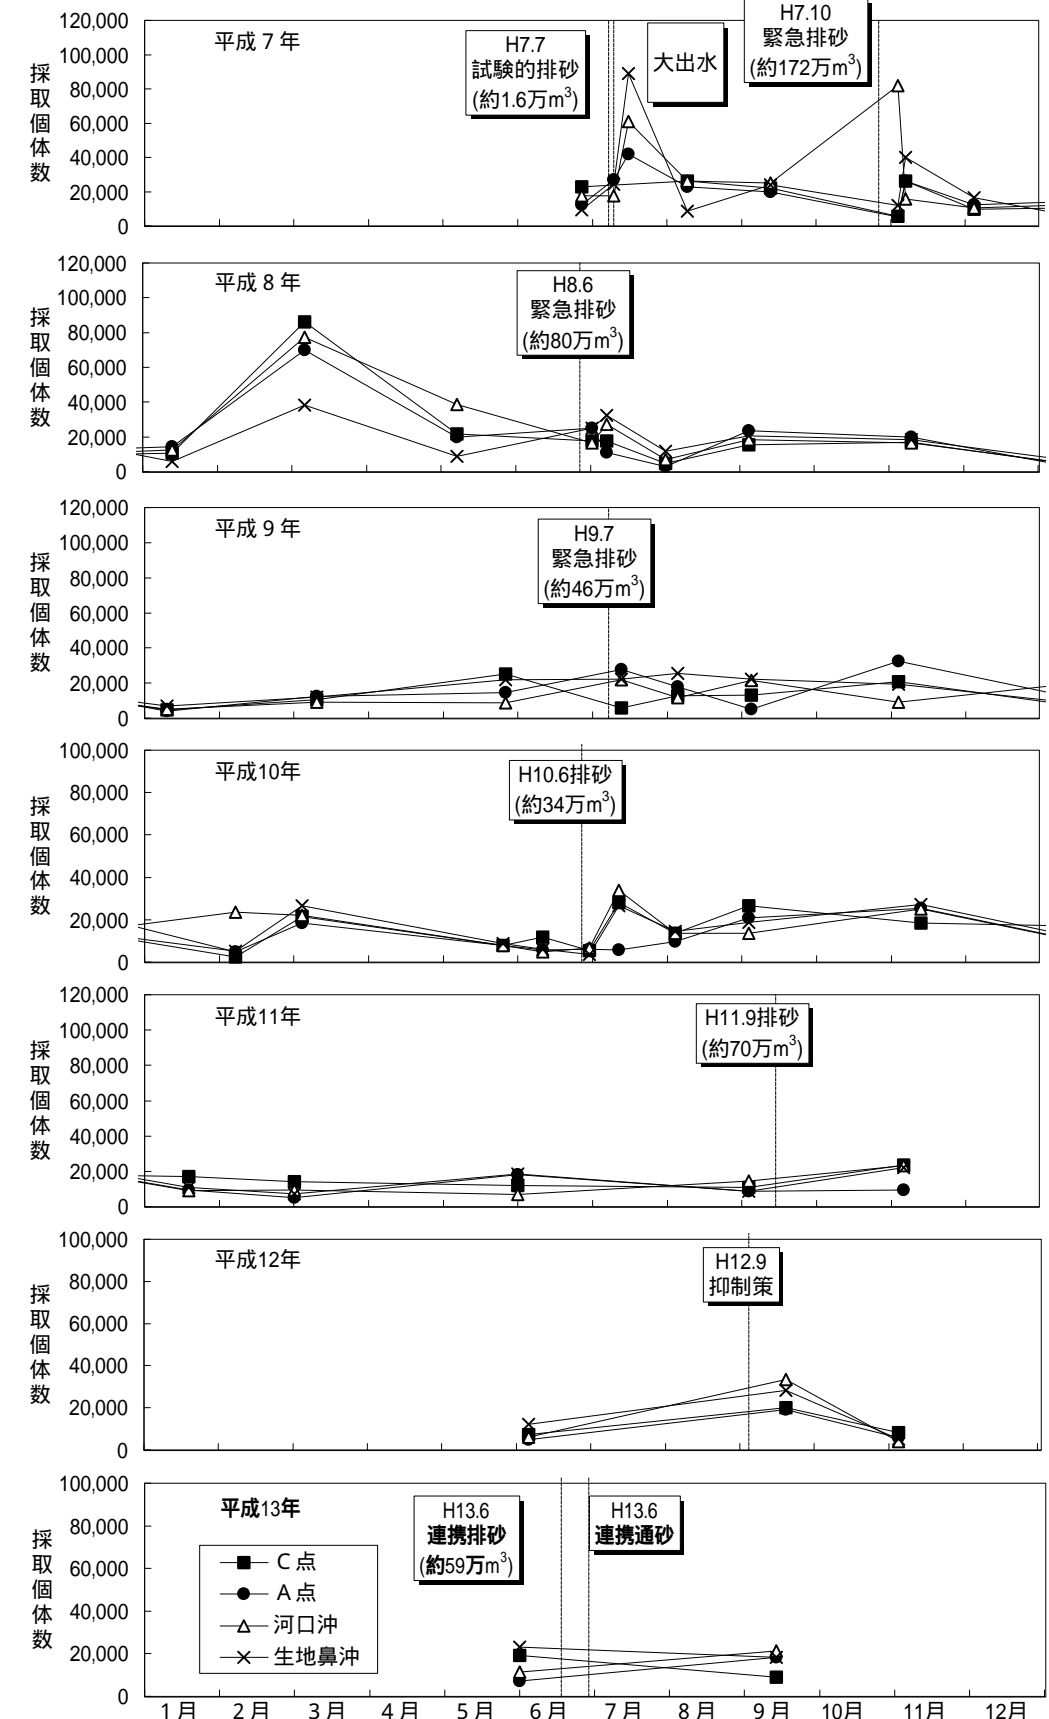 120,000
100,000
80,000
60,000
40,000
20,000
0
採取個体数
平成７年
H7.7
試験的排砂
(約1.6万m³)
大出水
H7.10
緊急排砂
(約172万m³)
120,000
100,000
80,000
60,000
40,000
20,000
0
採取個体数
平成８年
H8.6
緊急排砂
(約80万m³)
120,000
100,000
80,000
60,000
40,000
20,000
0
採取個体数
平成９年
H9.7
緊急排砂
(約46万m³)
100,000
80,000
60,000
40,000
20,000
0
採取個体数
平成10年
H10.6排砂
(約34万m³)
120,000
100,000
80,000
60,000
40,000
20,000
0
採取個体数
平成11年
H11.9排砂
(約70万m³)
100,000
80,000
60,000
40,000
20,000
0
採取個体数
平成12年
H12.9
抑制策
100,000
80,000
60,000
40,000
20,000
0
採取個体数
平成13年
H13.6
連携排砂
(約59万m³)
H13.6
連携通砂
C点
A点
河口沖
生地鼻沖
1月 2月 3月 4月 5月 6月 7月 8月 9月 10月 11月 12月